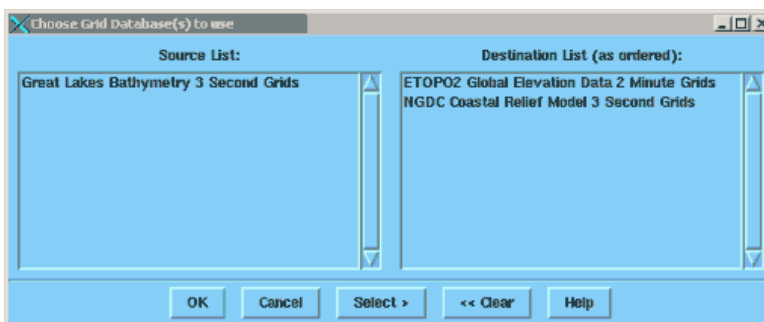 Choose Grid Database(s) to use
Source List:
Destination List (as ordered):
Great Lakes Bathymetry 3 Second Grids
ETOPO2 Global Elevation Data 2 Minute Grids
NGDC Coastal Relief Model 3 Second Grids
OK Cancel Select > << Clear Help